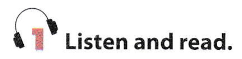 1 Listen and read.